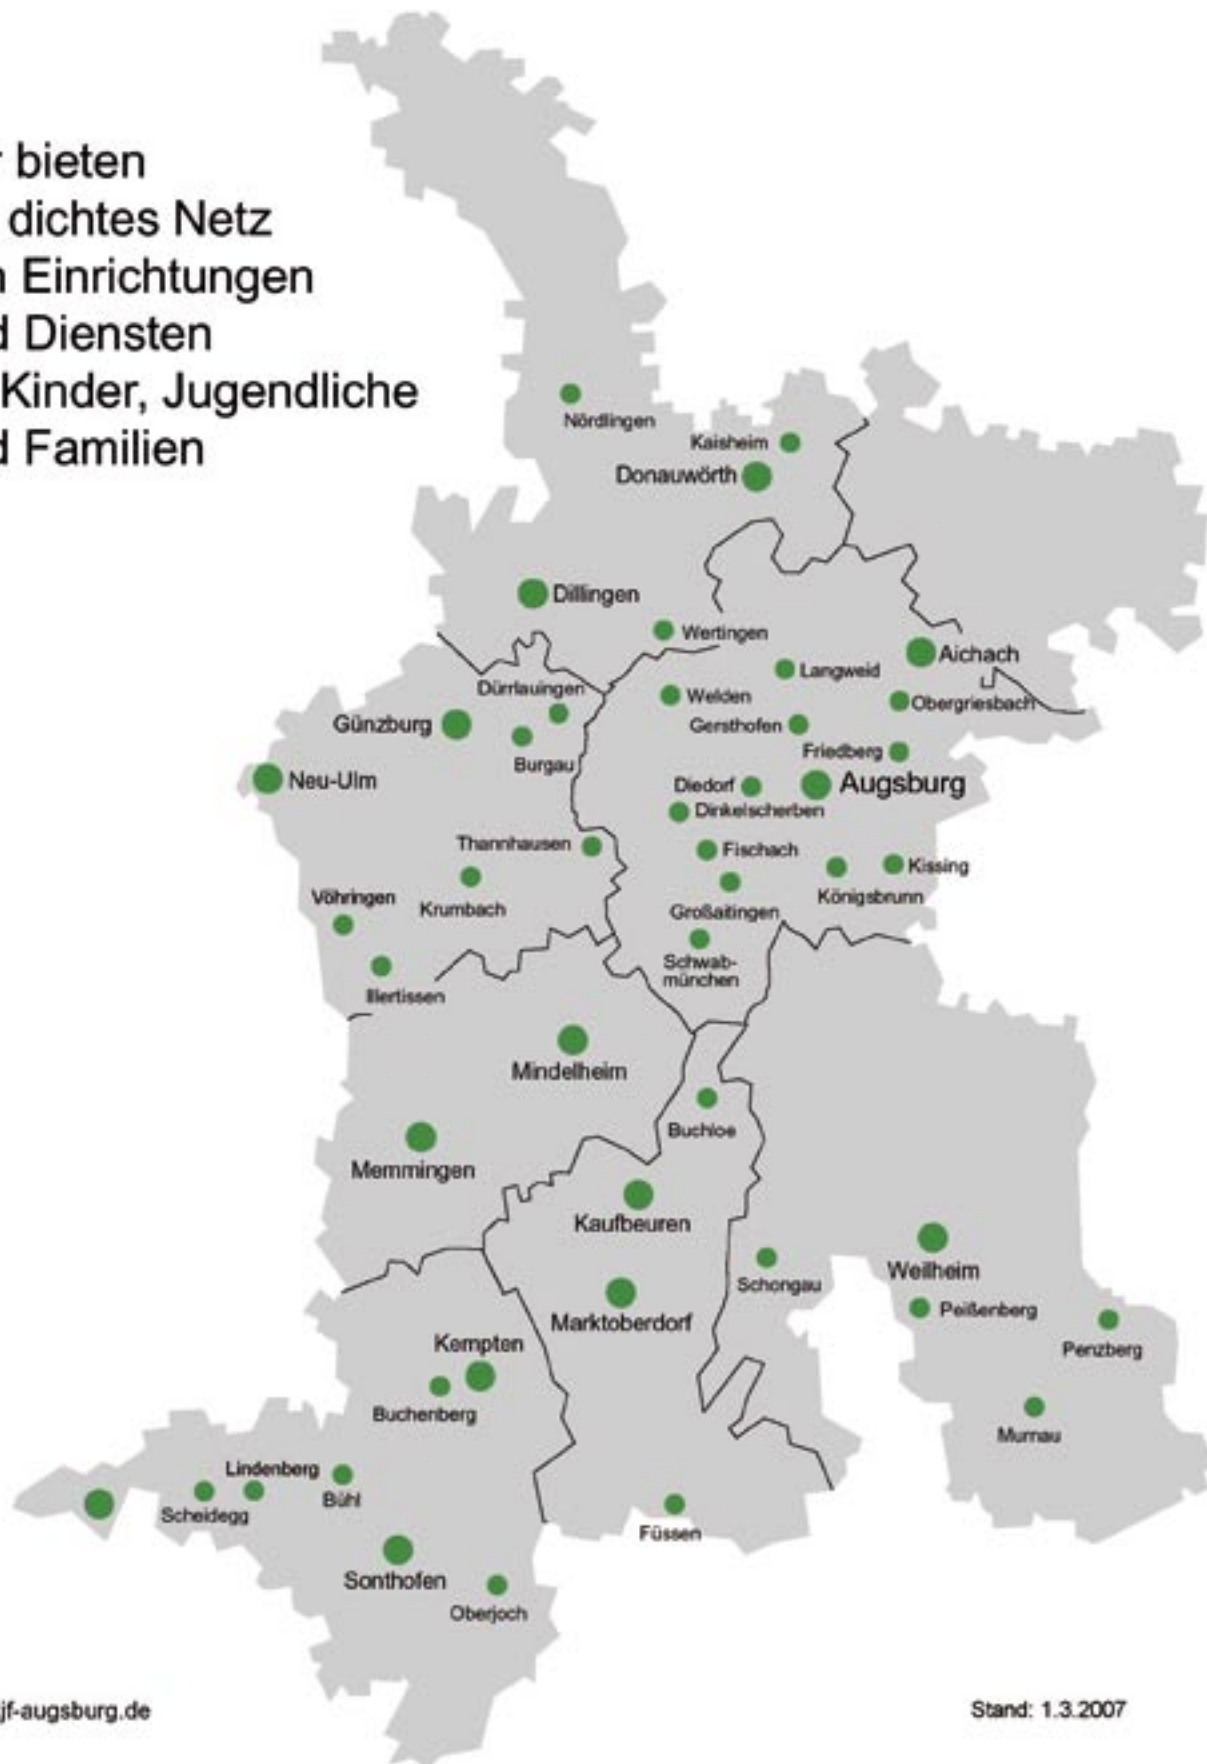 r bieten
dichtes Netz
n Einrichtungen
d Diensten
Kinder, Jugendliche
d Familien
Nördlingen
Kaisheim
Donauwörth
Dillingen
Wertingen
Aichach
Langweid
Dürrlauingen
Welden
Obergriesbach
Günzburg
Gersthofen
Friedberg
Burgau
Neu-Ulm
Diedorf
Augsburg
Dinkelscherben
Thannhausen
Fischach
Kissing
Vöhringen
Königsbrunn
Krumbach
Großaitingen
Schwab-
münchen
Illertissen
Mindelheim
Buchloe
Memmingen
Kaufbeuren
Weilheim
Schongau
Peißenberg
Marktoberdorf
Kempten
Penzberg
Buchenberg
Murnau
Lindenberg
Bühl
Scheidegg
Füssen
Sonthofen
Oberjoch
jf-augsburg.de
Stand: 1.3.2007